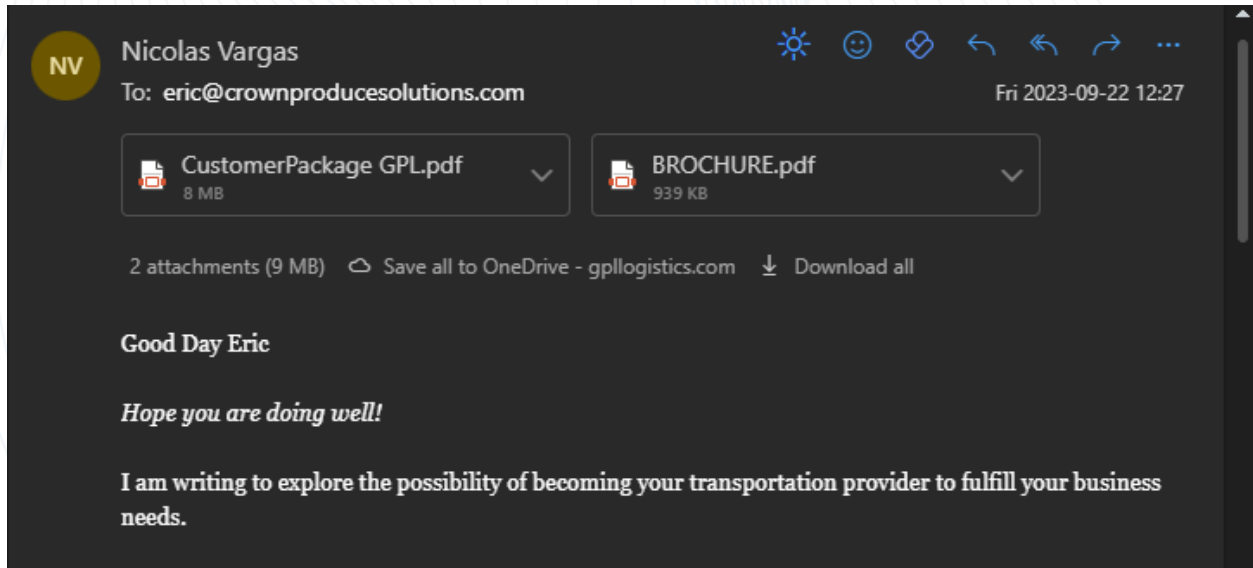 NV
Nicolas Vargas
To: eric@crownproducesolutions.com
Fri 2023-09-22 12:27
CustomerPackage GPL.pdf
8 MB
BROCHURE.pdf
939 KB
2 attachments (9 MB) Save all to OneDrive - gpllogistics.com Download all
Good Day Eric
Hope you are doing well!
I am writing to explore the possibility of becoming your transportation provider to fulfill your business
needs.